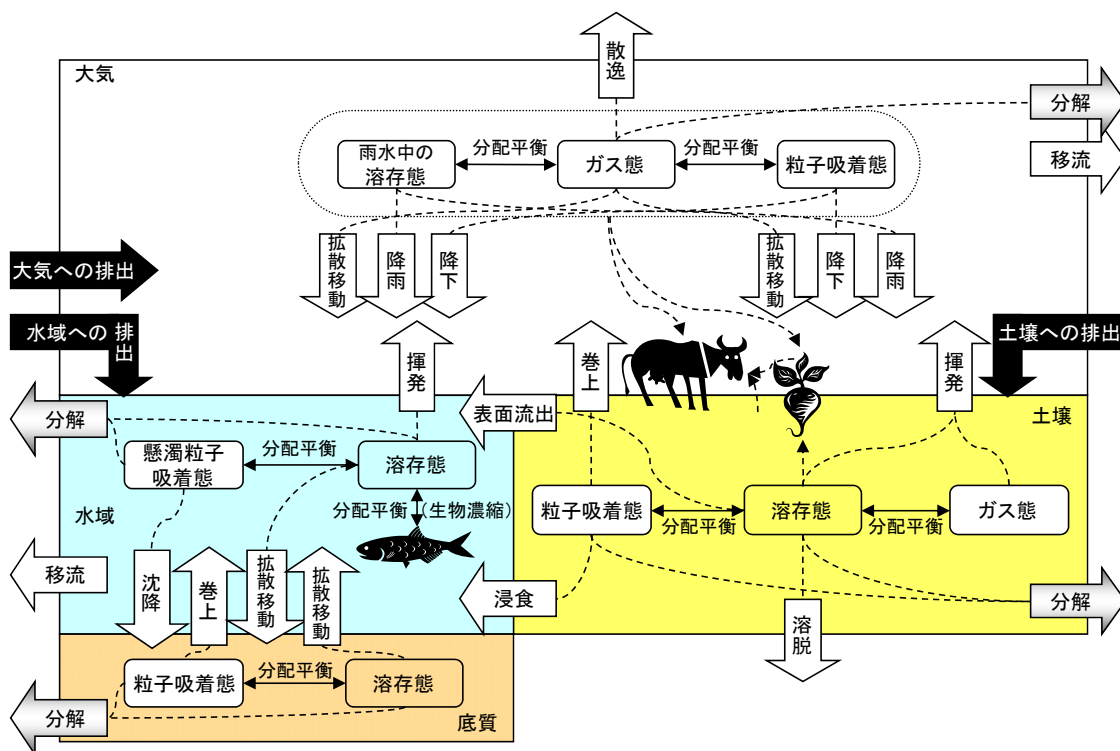 散逸
大気
分解
移流
雨水中の
溶存態
分配平衡
ガス態
分配平衡
粒子吸着態
拡散移動
降雨
降下
拡散移動
降下
降雨
大気への排出
水域への排出
土壌への排出
揮発
巻上
揮発
分解
表面流出
土壌
懸濁粒子
吸着態
分配平衡
溶存態
分配平衡(生物濃縮)
水域
粒子吸着態
分配平衡
溶存態
分配平衡
ガス態
移流
沈降
巻上
拡散移動
拡散移動
浸食
分解
溶脱
粒子吸着態
分配平衡
溶存態
分解
底質